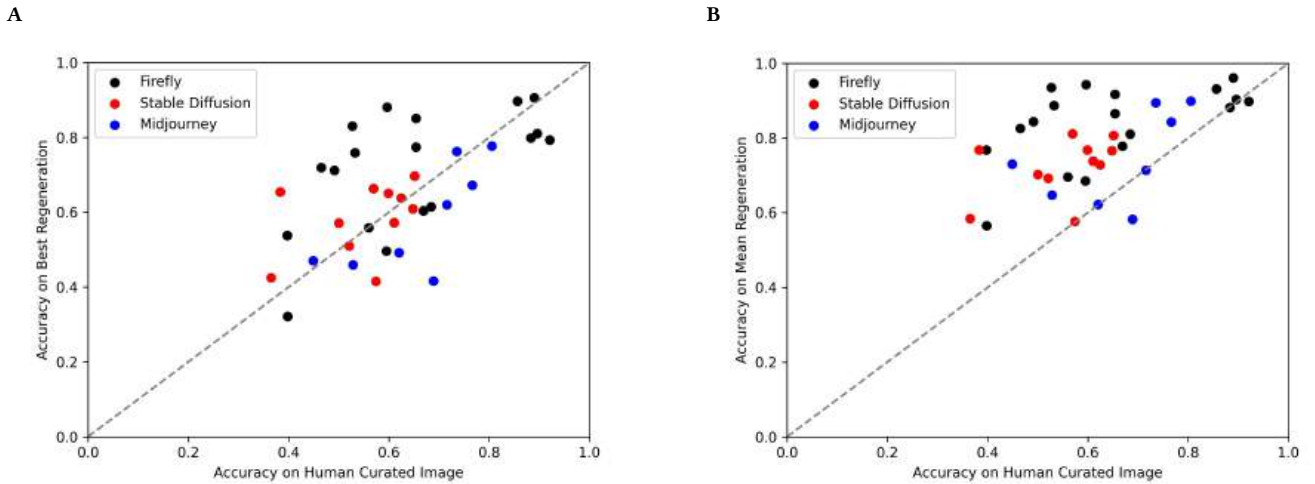 A
B
Firefly
Stable Diffusion
Midjourney
Accuracy on Best Regeneration
1.0
0.8
0.6
0.4
0.2
0.0
0.0 0.2 0.4 0.6 0.8 1.0
Accuracy on Human Curated Image
Firefly
Stable Diffusion
Midjourney
Accuracy on Mean Regeneration
1.0
0.8
0.6
0.4
0.2
0.0
0.0 0.2 0.4 0.6 0.8 1.0
Accuracy on Human Curated Image